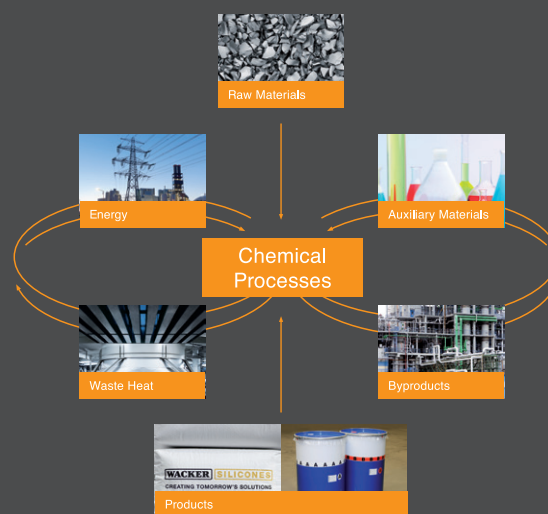 Raw Materials
Energy
Auxiliary Materials
Chemical
Processes
Waste Heat
Byproducts
WACKER SILICONES
CREATING TOMORROW'S SOLUTIONS
Products